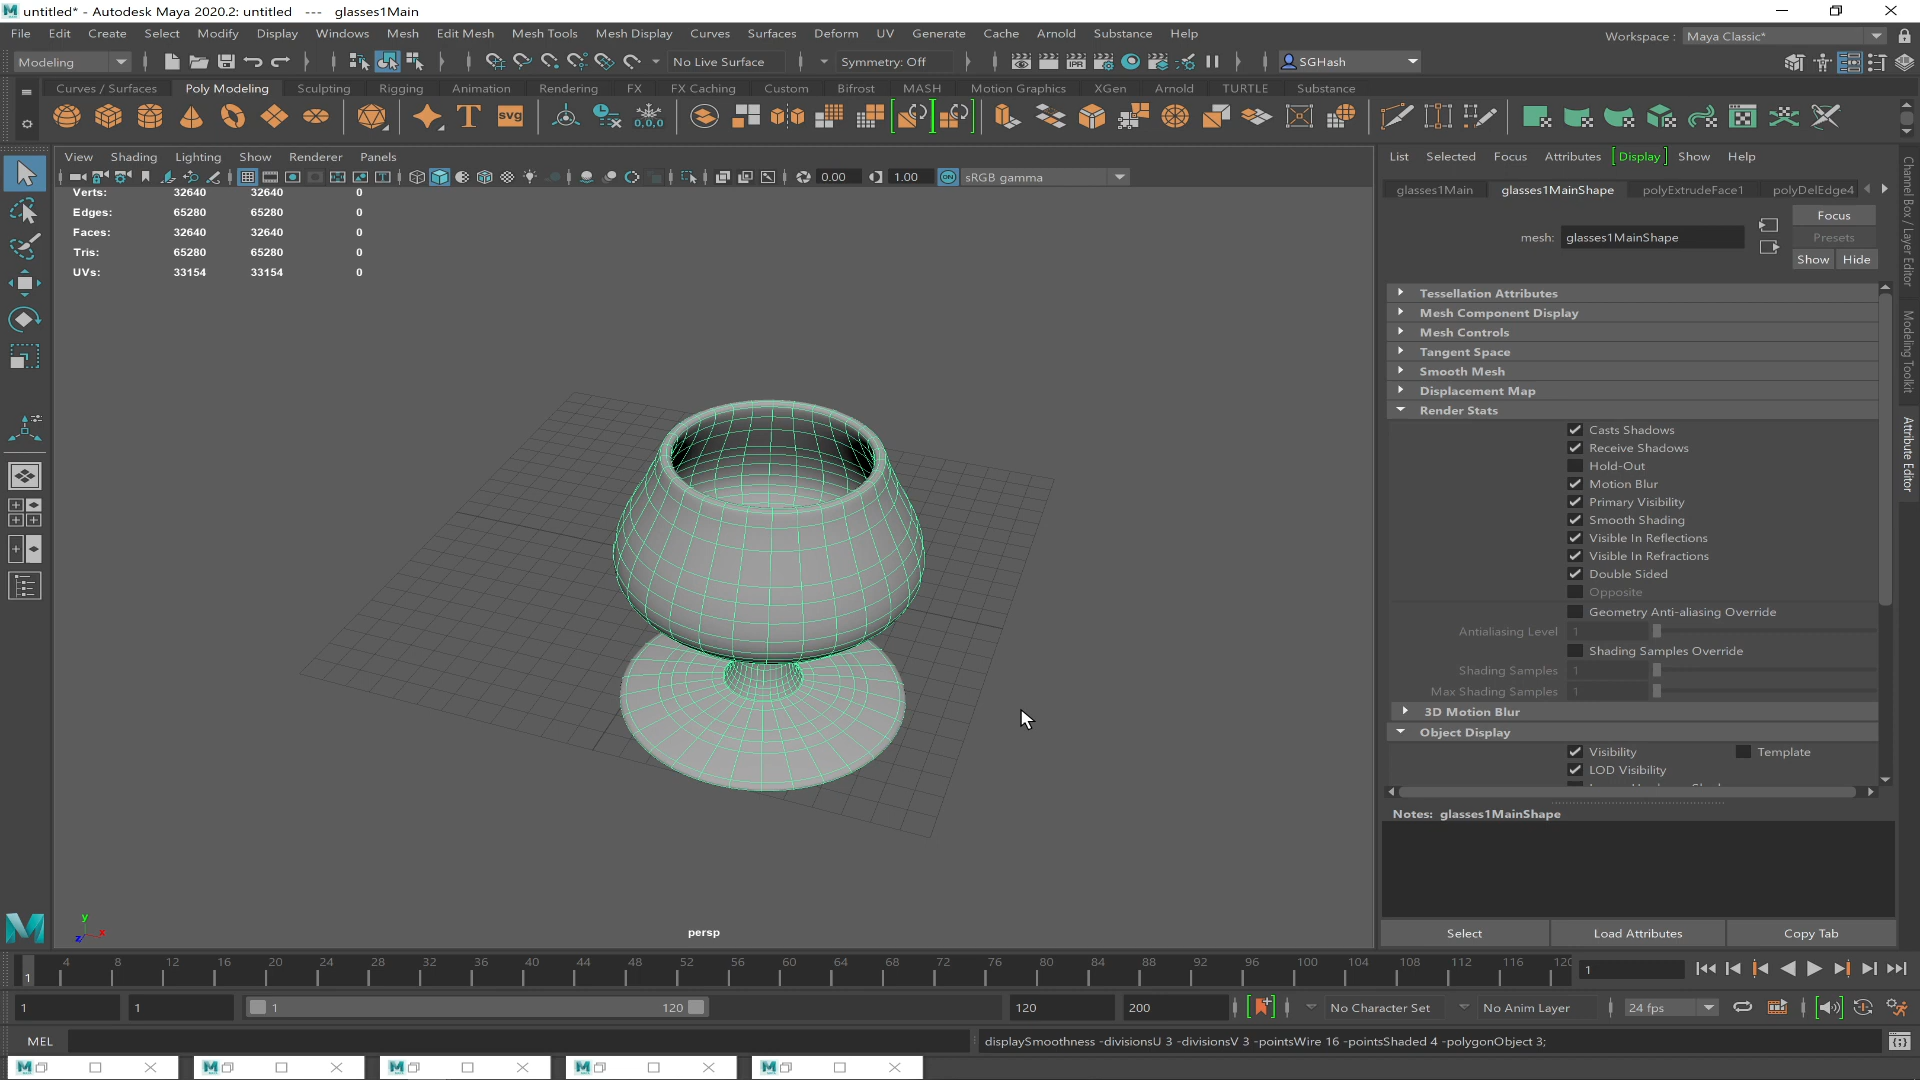 untitled* - Autodesk Maya 2020.2: untitled --- glasses1Main
File Edit Create Select Modify Display Windows Mesh Edit Mesh Mesh Tools Mesh Display Curves Surfaces Deform UV Generate Cache Arnold Substance Help
Workspace : Maya Classic*
Modeling No Live Surface Symmetry: Off SGHash
Curves / Surfaces Poly Modeling Sculpting Rigging Animation Rendering FX FX Caching Custom Bifrost MASH Motion Graphics XGen Arnold TURTLE Substance
View Shading Lighting Show Renderer Panels
0.00 1.00 ON sRGB gamma
Verts: 32640 32640 0
Edges: 65280 65280 0
Faces: 32640 32640 0
Tris: 65280 65280 0
UVs: 33154 33154 0
persp
y
z x
List Selected Focus Attributes Display Show Help
glasses1Main glasses1MainShape polyExtrudeFace1 polyDelEdge4
mesh: glasses1MainShape
Focus
Presets
Show Hide
Tessellation Attributes
Mesh Component Display
Mesh Controls
Tangent Space
Smooth Mesh
Displacement Map
Render Stats
Casts Shadows
Receive Shadows
Hold-Out
Motion Blur
Primary Visibility
Smooth Shading
Visible In Reflections
Visible In Refractions
Double Sided
Opposite
Geometry Anti-aliasing Override
Antialiasing Level 1
Shading Samples Override
Shading Samples 1
Max Shading Samples 1
3D Motion Blur
Object Display
Visibility Template
LOD Visibility
Notes: glasses1MainShape
Select Load Attributes Copy Tab
Channel Box / Layer Editor
Modeling Toolkit
Attribute Editor
1 4 8 12 16 20 24 28 32 36 40 44 48 52 56 60 64 68 72 76 80 84 88 92 96 100 104 108 112 116 120 1
1 1 1 120 120 200 No Character Set No Anim Layer 24 fps
MEL displaySmoothness -divisionsU 3 -divisionsV 3 -pointsWire 16 -pointsShaded 4 -polygonObject 3;